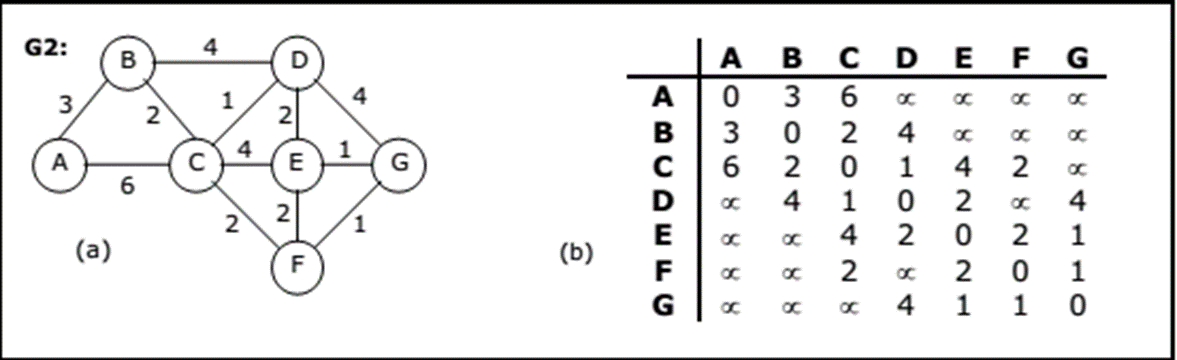 G2:
B 4 D
3 2 1 2 4
A 6 C 4 E 1 G
2 2 1
F
(a)
(b)
A B C D E F G
A 0 3 6 ∝ ∝ ∝ ∝
B 3 0 2 4 ∝ ∝ ∝
C 6 2 0 1 4 2 ∝
D ∝ 4 1 0 2 ∝ 4
E ∝ ∝ 4 2 0 2 1
F ∝ ∝ 2 ∝ 2 0 1
G ∝ ∝ ∝ 4 1 1 0